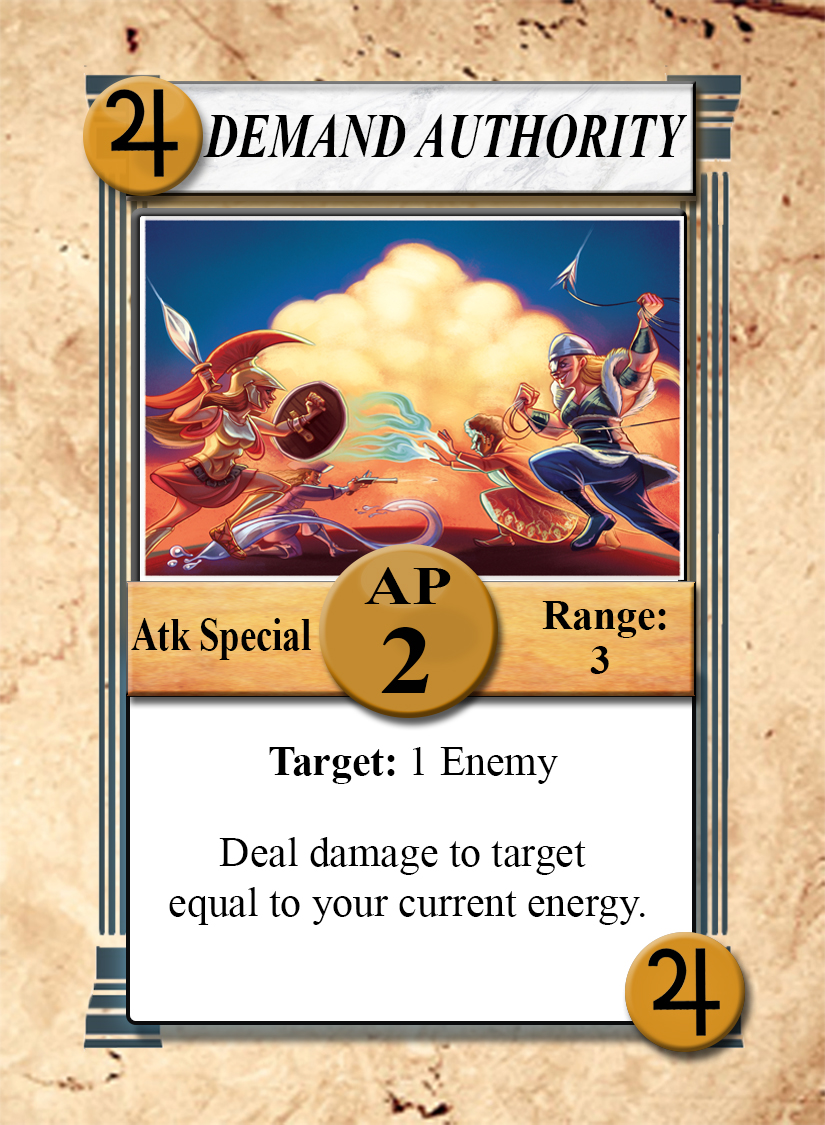 ♃ DEMAND AUTHORITY
AP
2
Atk Special
Range:
3
Target: 1 Enemy
Deal damage to target
equal to your current energy.
♃